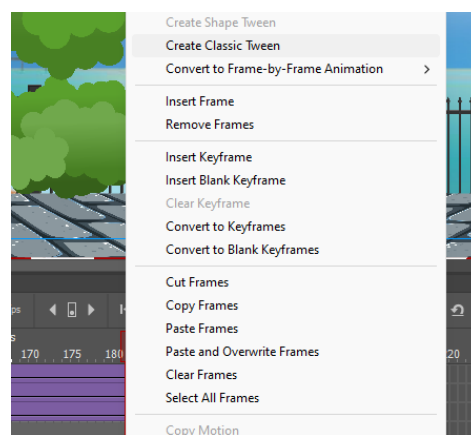 Create Shape Tween
Create Classic Tween
Convert to Frame-by-Frame Animation
Insert Frame
Remove Frames
Insert Keyframe
Insert Blank Keyframe
Clear Keyframe
Convert to Keyframes
Convert to Blank Keyframes
Cut Frames
Copy Frames
Paste Frames
Paste and Overwrite Frames
Clear Frames
Select All Frames
Copy Motion
170 175 180